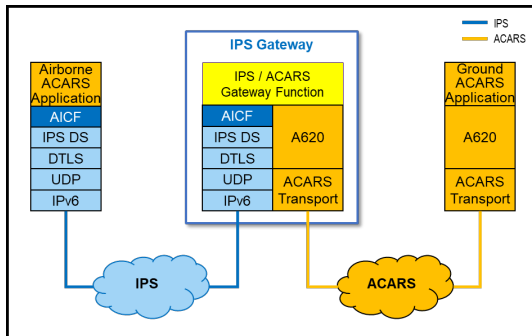 IPS
ACARS
IPS Gateway
Airborne
ACARS
Application
AICF
IPS DS
DTLS
UDP
IPv6
IPS / ACARS
Gateway Function
AICF
IPS DS
DTLS
UDP
IPv6
A620
ACARS
Transport
Ground
ACARS
Application
A620
ACARS
Transport
IPS
ACARS